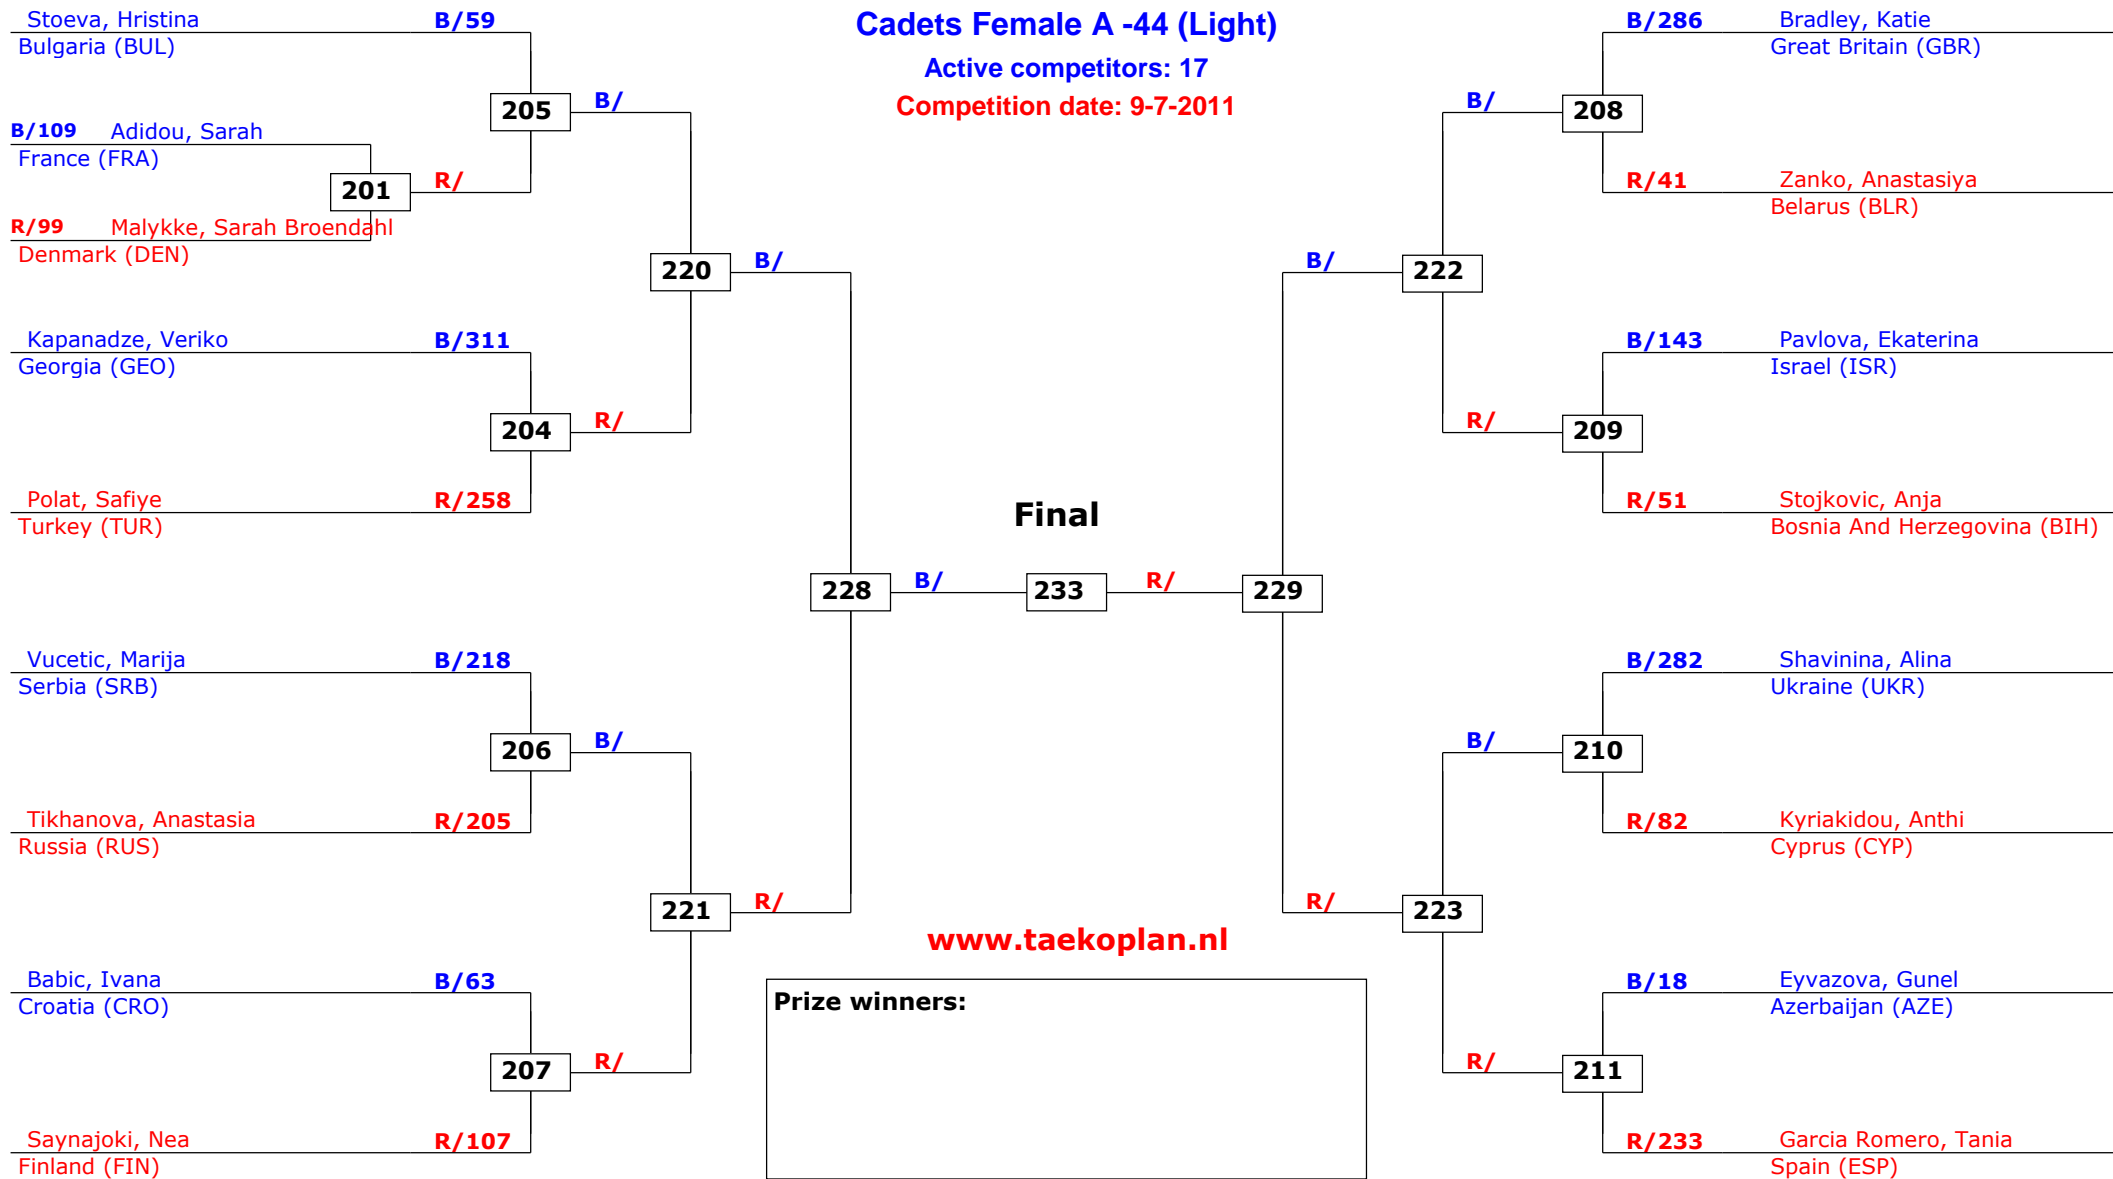 Cadets Female A -44 (Light)
Active competitors: 17
Competition date: 9-7-2011
Stoeva, Hristina B/59
Bulgaria (BUL)
205
B/
B/109 Adidou, Sarah
France (FRA)
201
R/
R/99 Malykke, Sarah Broendahl
Denmark (DEN)
220
B/
Kapanadze, Veriko B/311
Georgia (GEO)
204
R/
Polat, Safiye R/258
Turkey (TUR)
228
B/
Vucetic, Marija B/218
Serbia (SRB)
206
B/
Tikhanova, Anastasia R/205
Russia (RUS)
221
R/
Babic, Ivana B/63
Croatia (CRO)
207
R/
Saynajoki, Nea R/107
Finland (FIN)
Final
233
R/
229
B/286 Bradley, Katie
Great Britain (GBR)
B/
208
R/41 Zanko, Anastasiya
Belarus (BLR)
B/
222
B/143 Pavlova, Ekaterina
Israel (ISR)
R/
209
R/51 Stojkovic, Anja
Bosnia And Herzegovina (BIH)
B/282 Shavinina, Alina
Ukraine (UKR)
B/
210
R/82 Kyriakidou, Anthi
Cyprus (CYP)
R/
223
B/18 Eyvazova, Gunel
Azerbaijan (AZE)
R/
211
R/233 Garcia Romero, Tania
Spain (ESP)
www.taekoplan.nl
Prize winners: